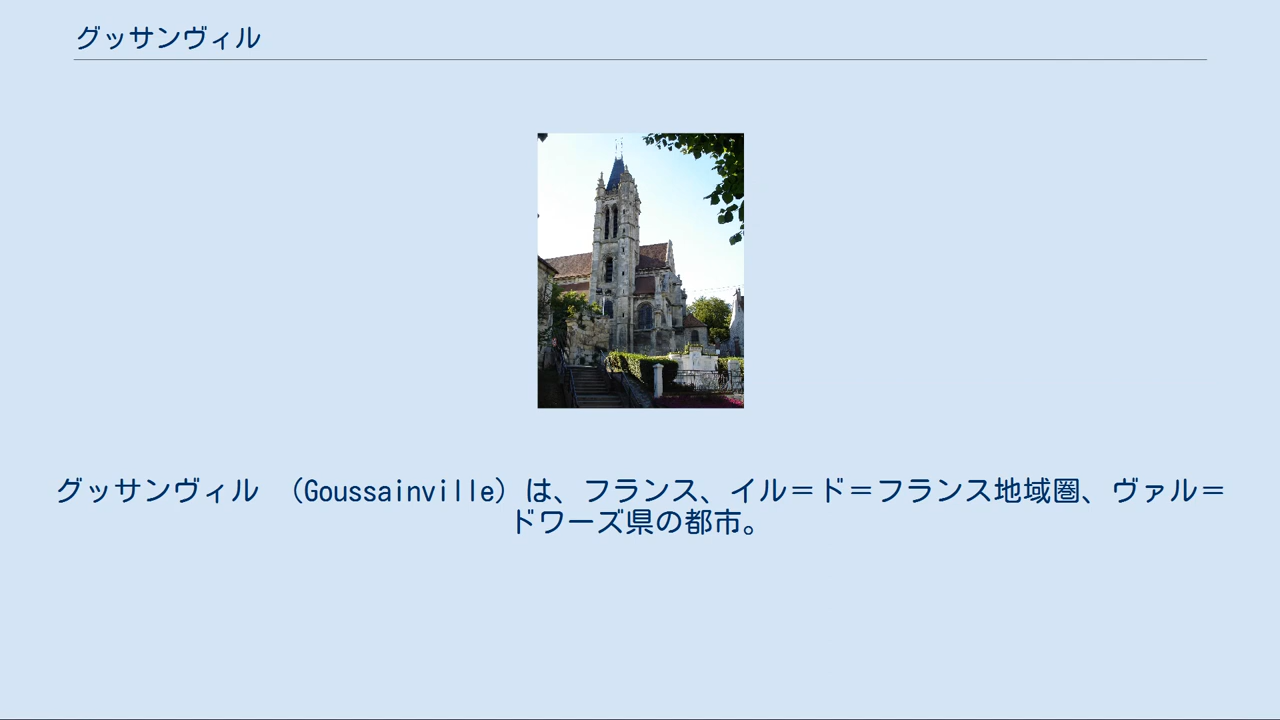 グッサンヴィル
グッサンヴィル （Goussainville）は、フランス、イル＝ド＝フランス地域圏、ヴァル＝
ドワーズ県の都市。